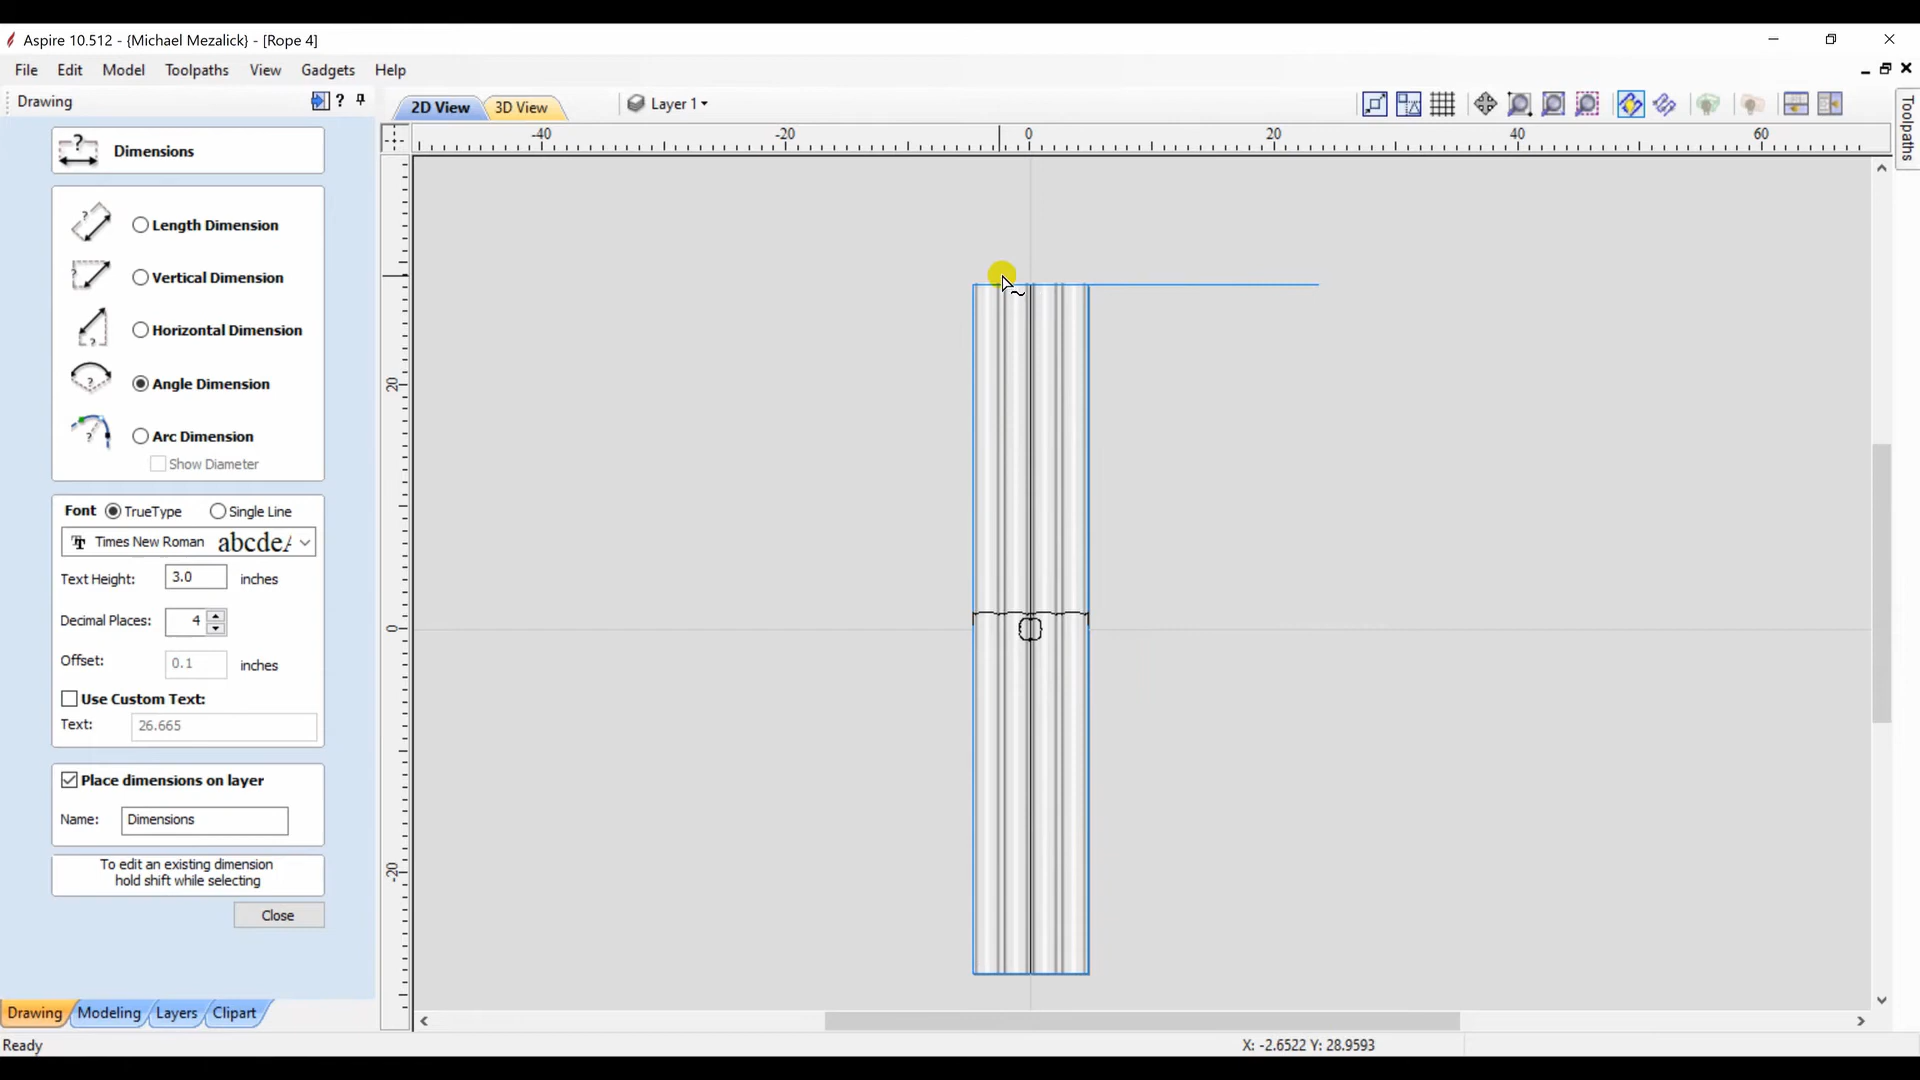 Aspire 10.512 - {Michael Mezalick} - [Rope 4]
File Edit Model Toolpaths View Gadgets Help
Drawing
2D View 3D View Layer 1
Toolpaths
-40 -20 0 20 40 60
20
0
-20
Dimensions
Length Dimension
Vertical Dimension
Horizontal Dimension
Angle Dimension
Arc Dimension
Show Diameter
Font TrueType Single Line
Times New Roman abcdeA
Text Height: 3.0 inches
Decimal Places: 4
Offset: 0.1 inches
Use Custom Text:
Text: 26.665
Place dimensions on layer
Name: Dimensions
To edit an existing dimension
hold shift while selecting
Close
Drawing Modeling Layers Clipart
Ready X: -2.6522 Y: 28.9593